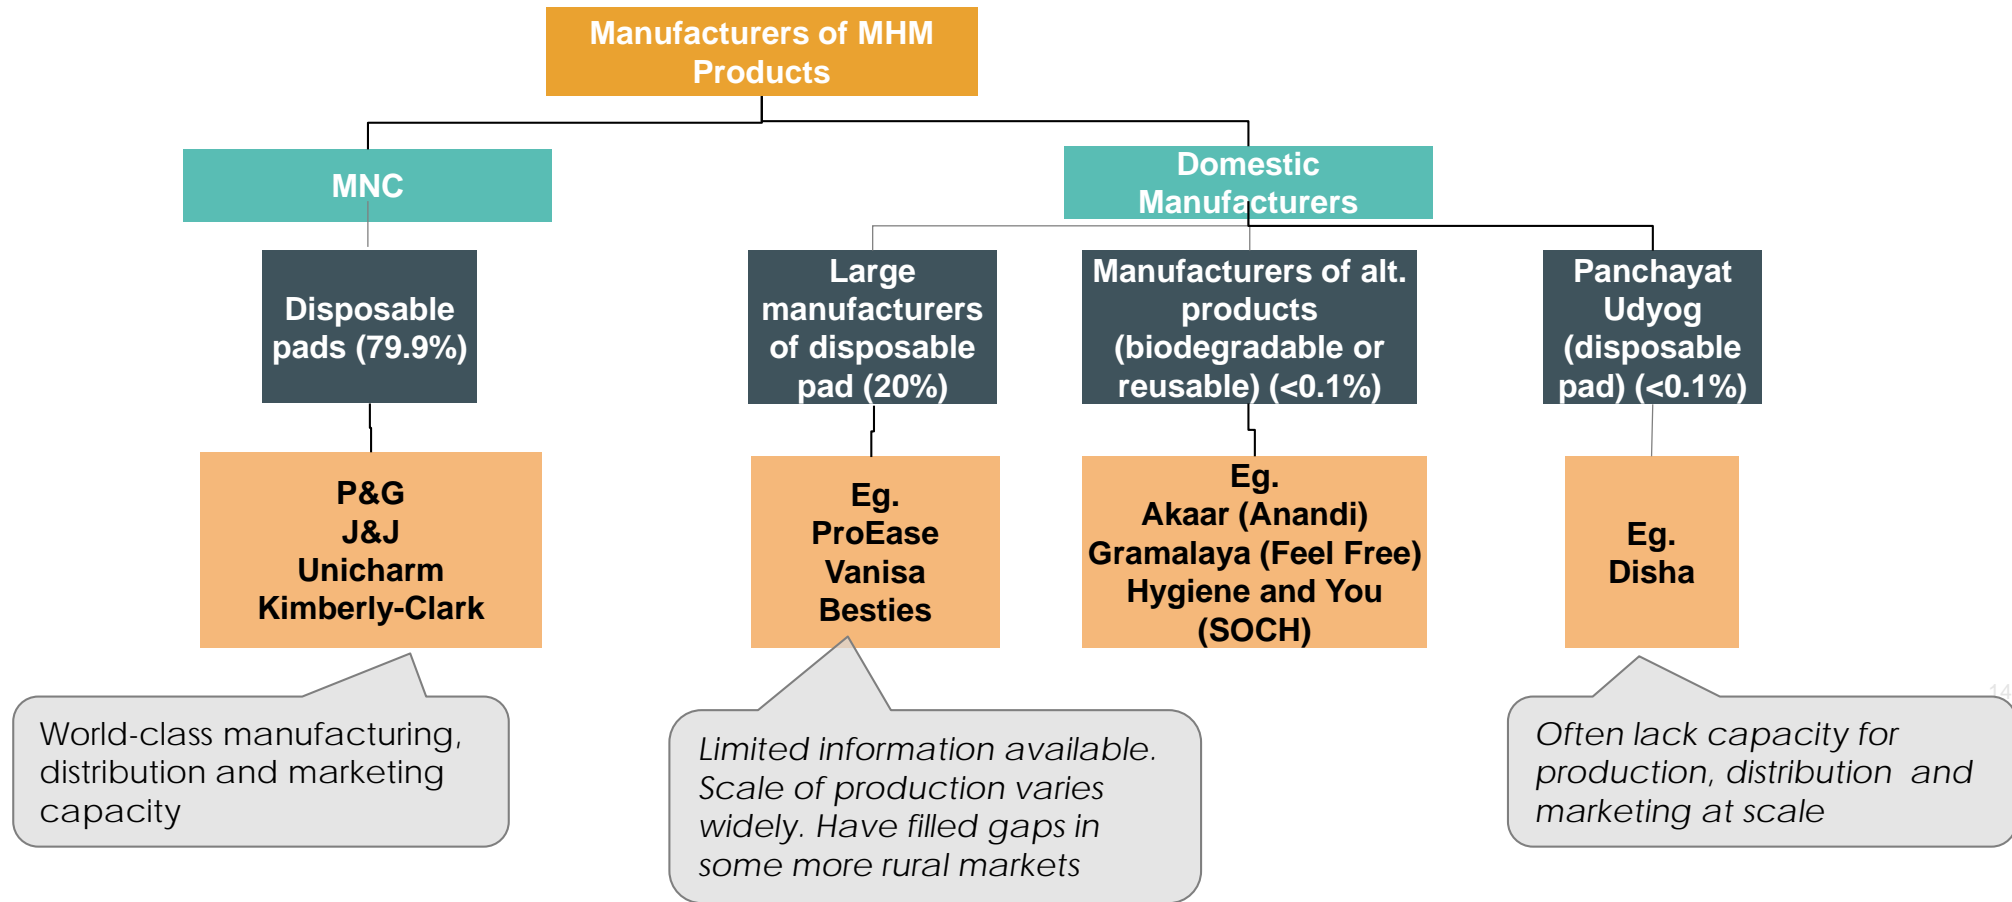 Manufacturers of MHM
Products
MNC
Domestic
Manufacturers
Disposable
pads (79.9%)
Large
manufacturers
of disposable
pad (20%)
Manufacturers of alt.
products
(biodegradable or
reusable) (<0.1%)
Panchayat
Udyog
(disposable
pad) (<0.1%)
P&G
J&J
Unicharm
Kimberly-Clark
Eg.
ProEase
Vanisa
Besties
Eg.
Akaar (Anandi)
Gramalaya (Feel Free)
Hygiene and You
(SOCH)
Eg.
Disha
World-class manufacturing,
distribution and marketing
capacity
Limited information available.
Scale of production varies
widely. Have filled gaps in
some more rural markets
Often lack capacity for
production, distribution and
marketing at scale
14